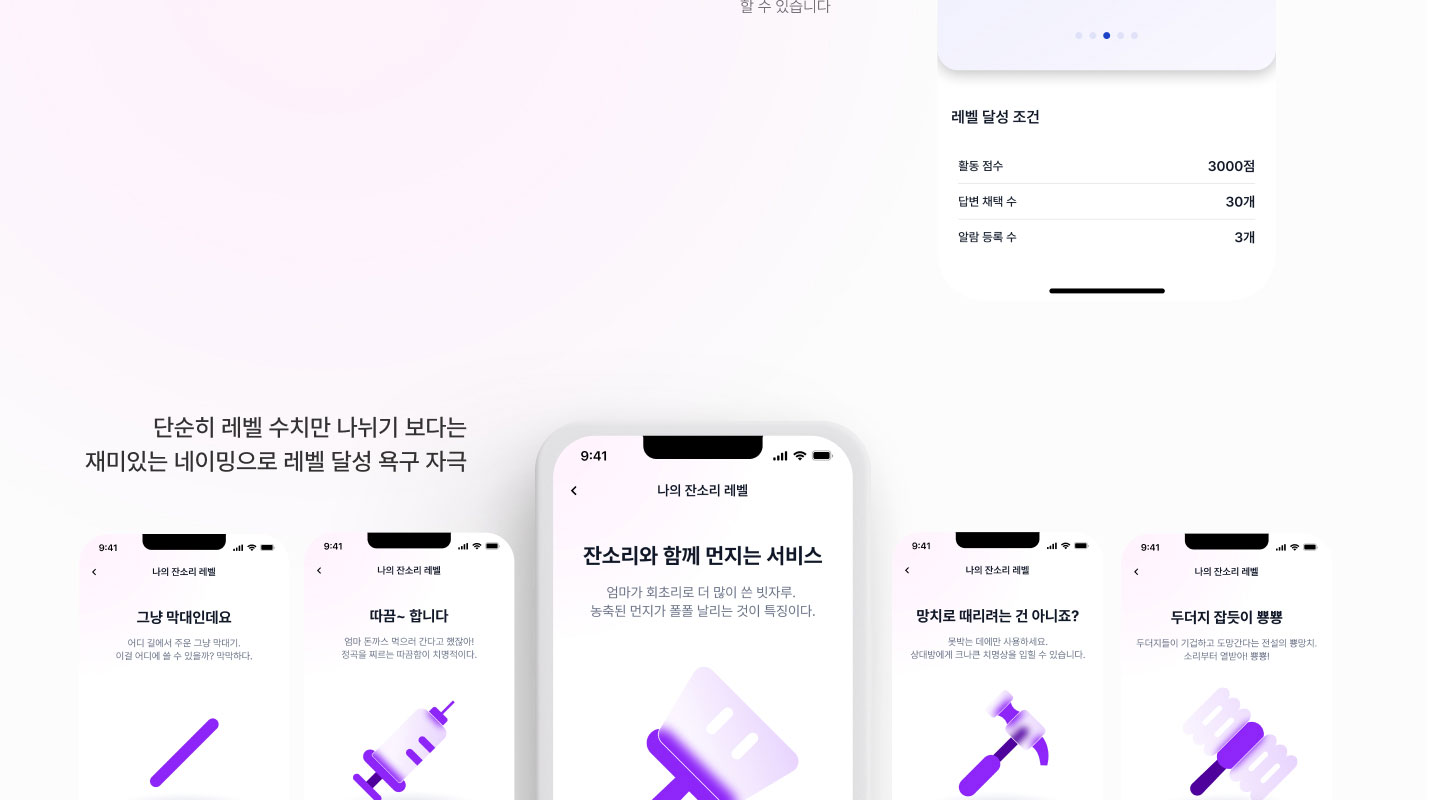 할 수 있습니다
레벨 달성 조건
활동 점수 3000점
답변 채택 수 30개
알람 등록 수 3개
단순히 레벨 수치만 나뉘기 보다는
재미있는 네이밍으로 레벨 달성 욕구 자극
9:41
나의 잔소리 레벨
그냥 막대인데요
어디 길에서 주운 그냥 막대기.
이걸 어디에 쓸 수 있을까? 막막하다.
9:41
나의 잔소리 레벨
따끔~ 합니다
엄마 돈까스 먹으러 간다고 했잖아!
정곡을 찌르는 따끔함이 치명적이다.
9:41
나의 잔소리 레벨
잔소리와 함께 먼지는 서비스
엄마가 회초리로 더 많이 쓴 빗자루.
농축된 먼지가 폴폴 날리는 것이 특징이다.
9:41
나의 잔소리 레벨
망치로 때리려는 건 아니죠?
못박는 데에만 사용하세요.
상대방에게 크나큰 치명상을 입힐 수 있습니다.
9:41
나의 잔소리 레벨
두더지 잡듯이 뿅뿅
두더지들이 기겁하고 도망간다는 전설의 뿅망치.
소리부터 열받아! 뿅뿅!